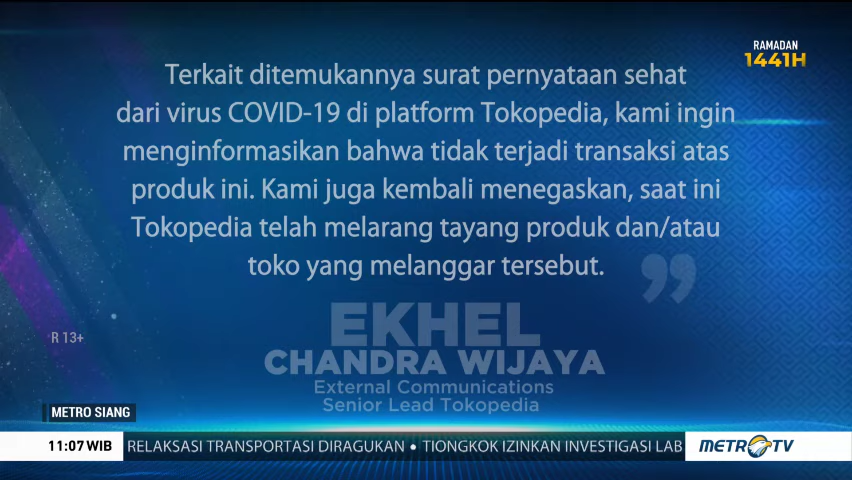 RAMADAN
1441H
Terkait ditemukannya surat pernyataan sehat
dari virus COVID-19 di platform Tokopedia, kami ingin
menginformasikan bahwa tidak terjadi transaksi atas
produk ini. Kami juga kembali menegaskan, saat ini
Tokopedia telah melarang tayang produk dan/atau
toko yang melanggar tersebut.
”
EKHEL
CHANDRA WIJAYA
External Communications
Senior Lead Tokopedia
R 13+
METRO SIANG
11:07 WIB RELAKSASI TRANSPORTASI DIRAGUKAN • TIONGKOK IZINKAN INVESTIGASI LAB METRO TV